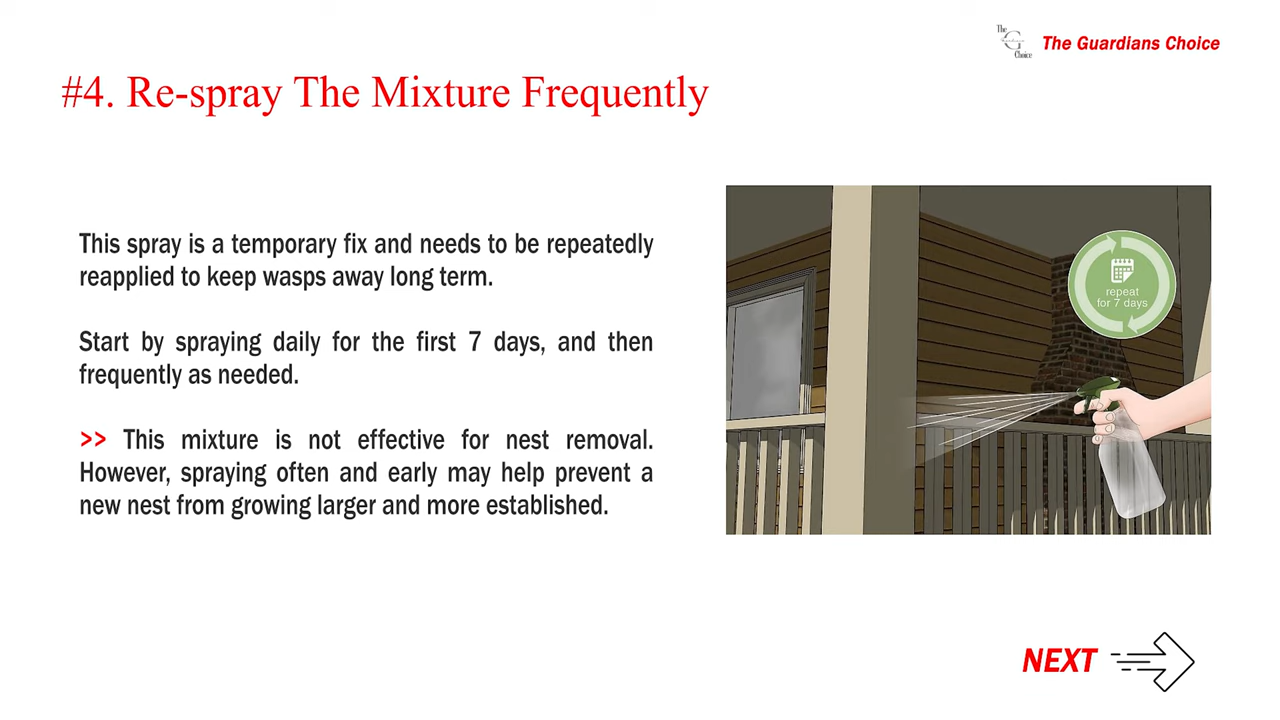 The
G
Choice
The Guardians Choice
#4. Re-spray The Mixture Frequently
This spray is a temporary fix and needs to be repeatedly
reapplied to keep wasps away long term.
Start by spraying daily for the first 7 days, and then
frequently as needed.
>> This mixture is not effective for nest removal.
However, spraying often and early may help prevent a
new nest from growing larger and more established.
repeat
for 7 days
NEXT